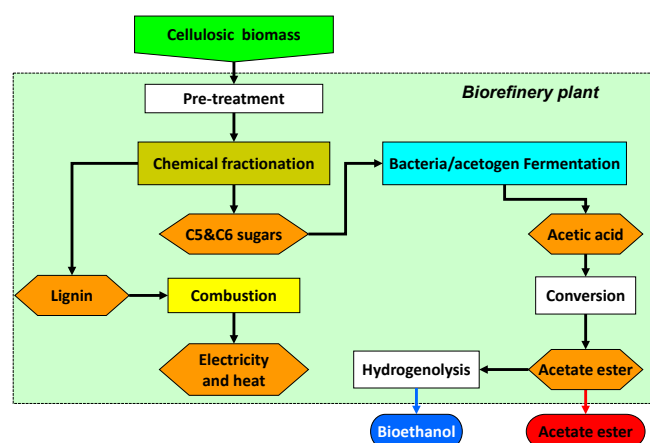 Cellulosic biomass
Pre-treatment
Biorefinery plant
Chemical fractionation
Bacteria/acetogen Fermentation
C5&C6 sugars
Acetic acid
Lignin
Combustion
Conversion
Electricity
and heat
Hydrogenolysis
Acetate ester
Bioethanol
Acetate ester